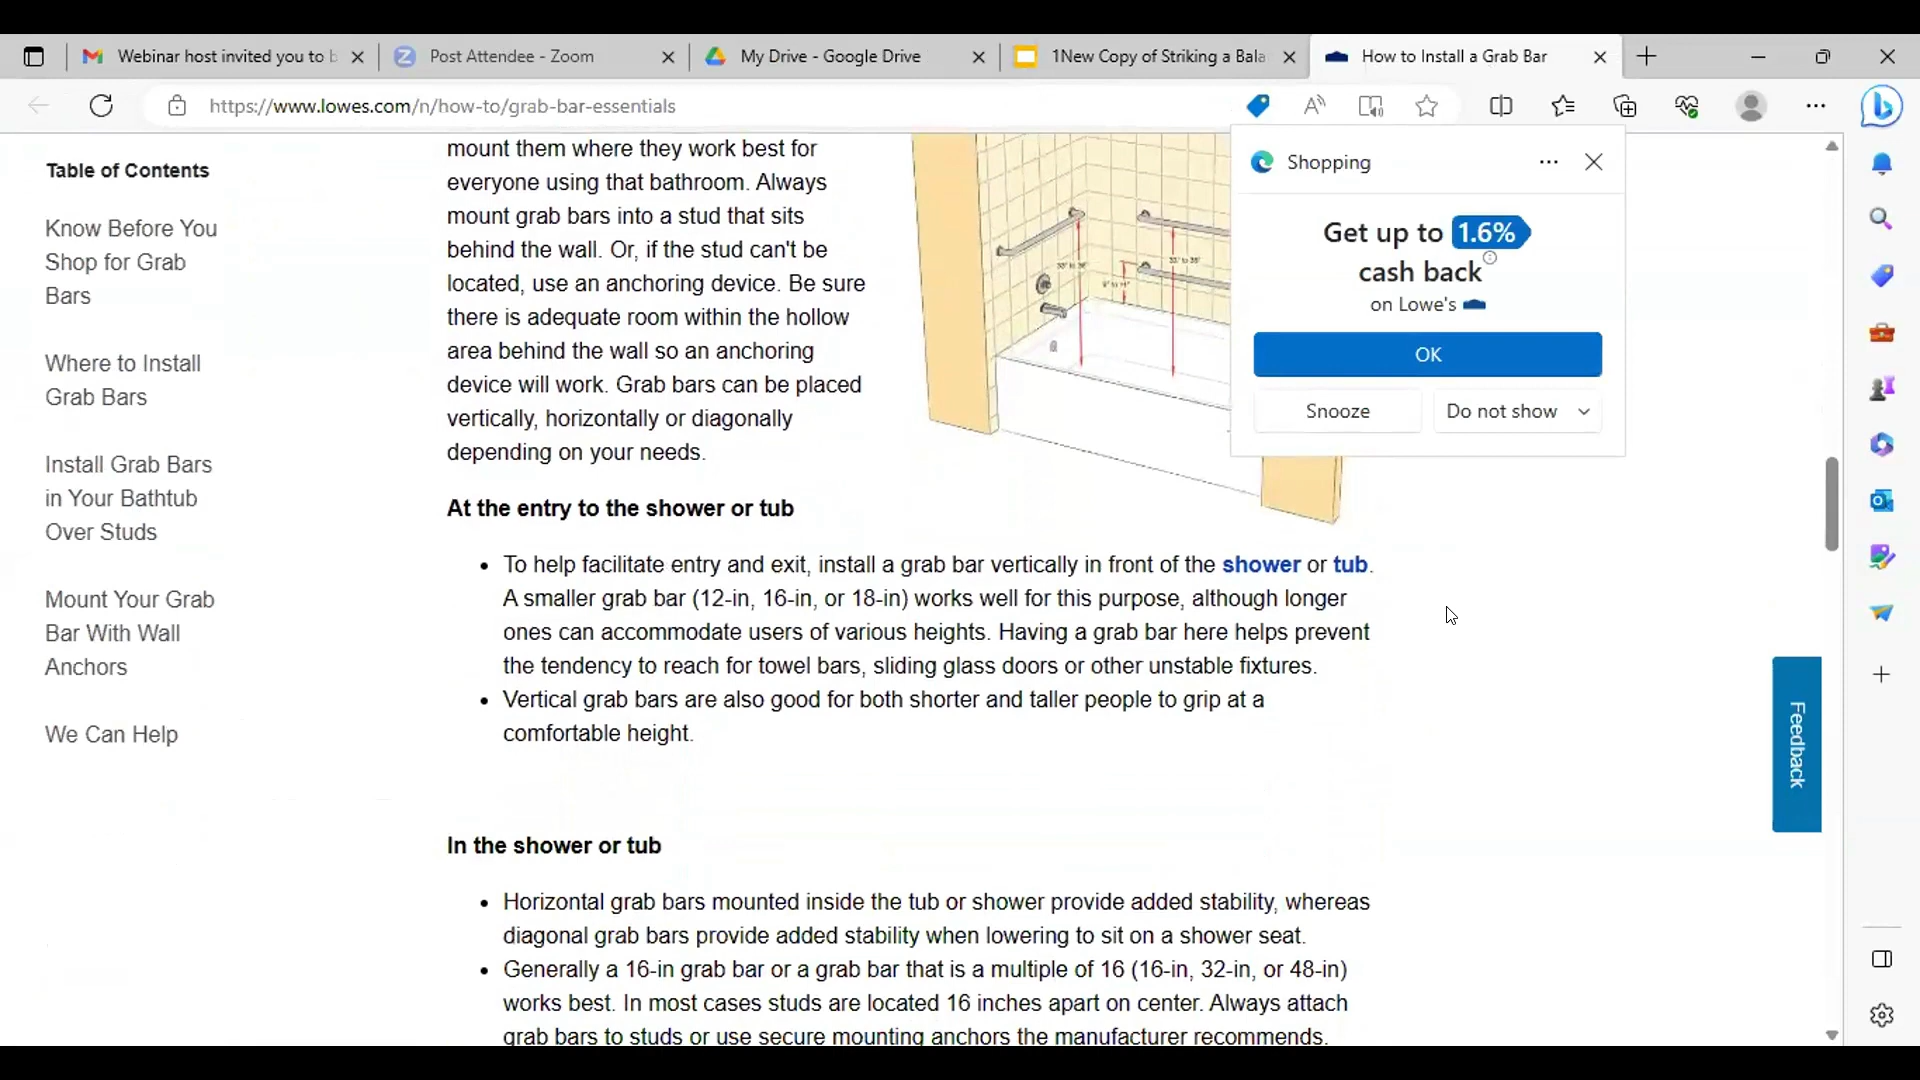 Webinar host invited you to b
Post Attendee - Zoom
My Drive - Google Drive
1New Copy of Striking a Bala
How to Install a Grab Bar
https://www.lowes.com/n/how-to/grab-bar-essentials
Table of Contents
Know Before You
Shop for Grab
Bars
Where to Install
Grab Bars
Install Grab Bars
in Your Bathtub
Over Studs
Mount Your Grab
Bar With Wall
Anchors
We Can Help
mount them where they work best for
everyone using that bathroom. Always
mount grab bars into a stud that sits
behind the wall. Or, if the stud can't be
located, use an anchoring device. Be sure
there is adequate room within the hollow
area behind the wall so an anchoring
device will work. Grab bars can be placed
vertically, horizontally or diagonally
depending on your needs.
Shopping
Get up to 1.6%
cash back
on Lowe's
OK
Snooze
Do not show
At the entry to the shower or tub
• To help facilitate entry and exit, install a grab bar vertically in front of the shower or tub.
A smaller grab bar (12-in, 16-in, or 18-in) works well for this purpose, although longer
ones can accommodate users of various heights. Having a grab bar here helps prevent
the tendency to reach for towel bars, sliding glass doors or other unstable fixtures.
• Vertical grab bars are also good for both shorter and taller people to grip at a
comfortable height.
In the shower or tub
• Horizontal grab bars mounted inside the tub or shower provide added stability, whereas
diagonal grab bars provide added stability when lowering to sit on a shower seat.
• Generally a 16-in grab bar or a grab bar that is a multiple of 16 (16-in, 32-in, or 48-in)
works best. In most cases studs are located 16 inches apart on center. Always attach
grab bars to studs or use secure mounting anchors the manufacturer recommends.
Feedback